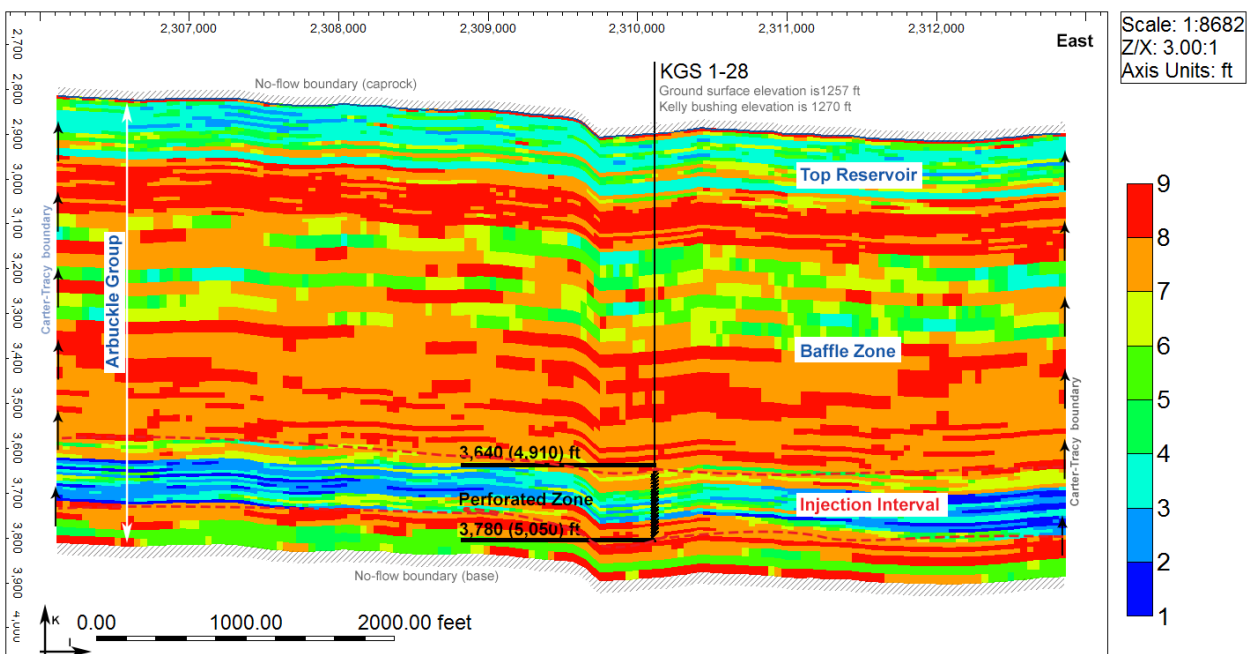 2,307,000
2,308,000
2,309,000
2,310,000
2,311,000
2,312,000
East
Scale: 1:8682
Z/X: 3.00:1
Axis Units: ft
2,700
2,800
2,900
3,000
3,100
3,200
3,300
3,400
3,500
3,600
3,700
3,800
3,900
4,000
No-flow boundary (caprock)
KGS 1-28
Ground surface elevation is1257 ft
Kelly bushing elevation is 1270 ft
Top Reservoir
Carter-Tracy boundary
Arbuckle Group
Baffle Zone
Carter-Tracy boundary
3,640 (4,910) ft
Perforated Zone
3,780 (5,050) ft
Injection Interval
No-flow boundary (base)
9
8
7
6
5
4
3
2
1
K
I
0.00
1000.00
2000.00 feet